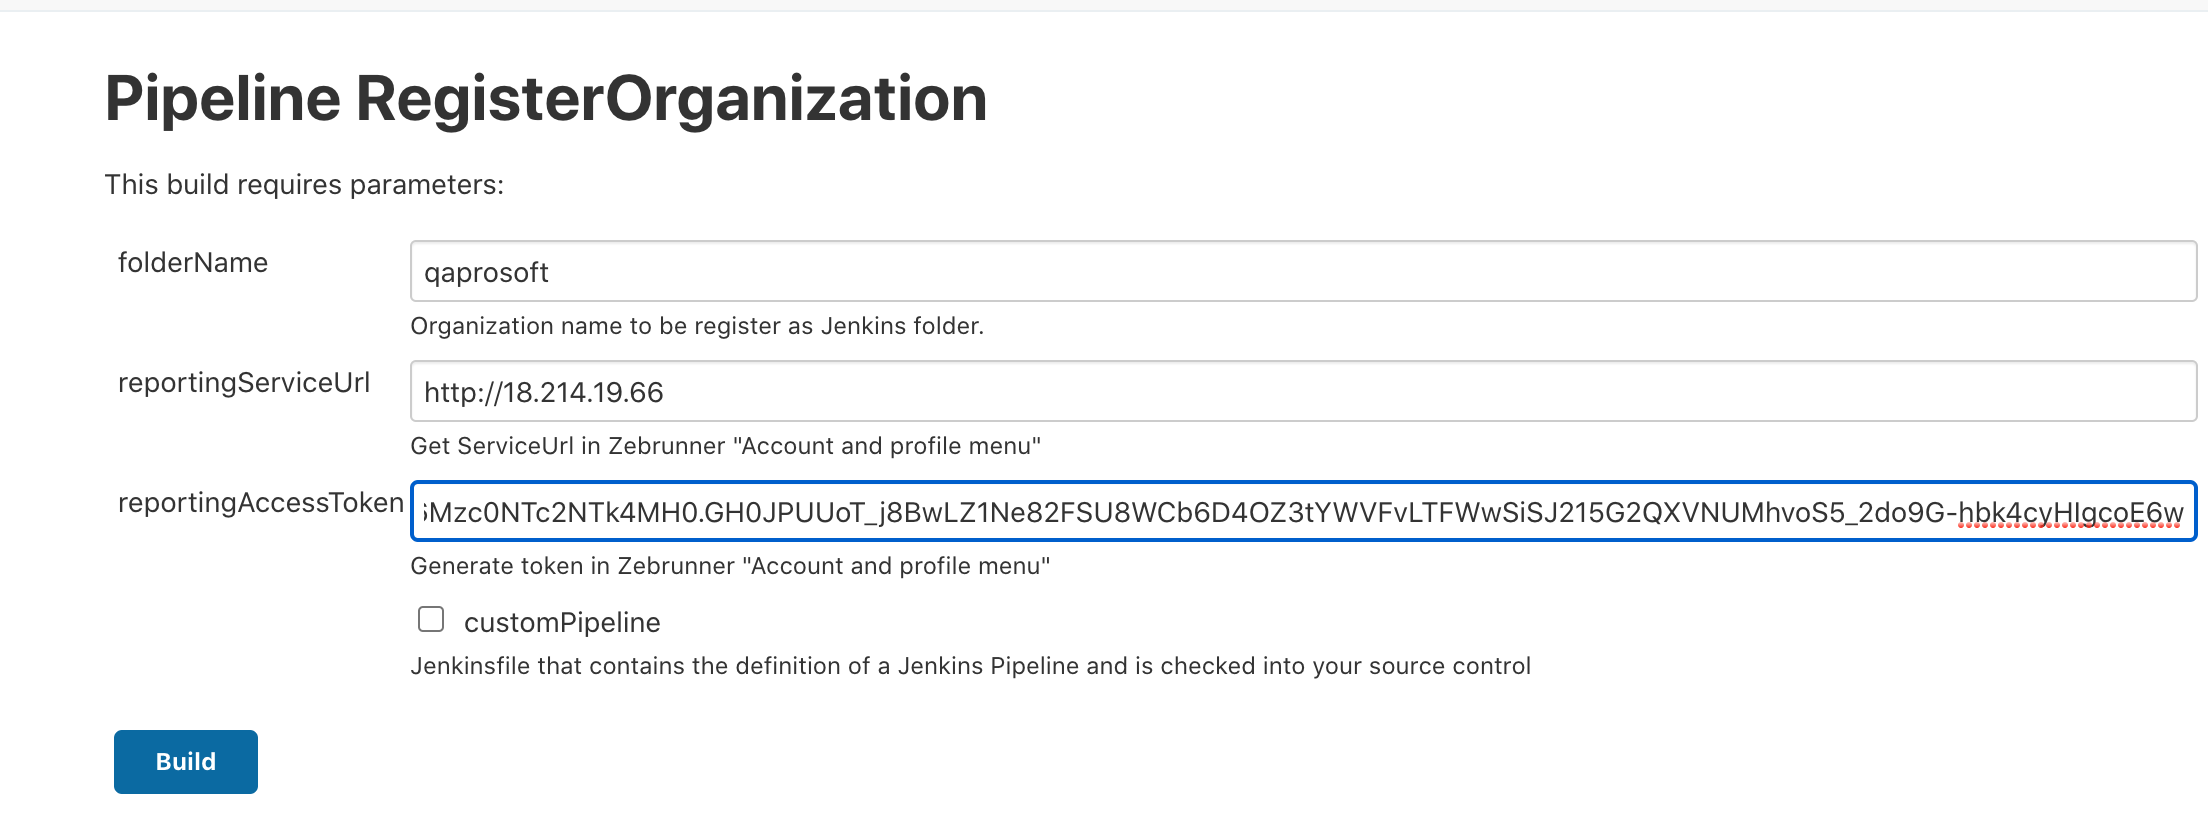 Pipeline RegisterOrganization
This build requires parameters:
folderName
qaprosoft
Organization name to be register as Jenkins folder.
reportingServiceUrl
http://18.214.19.66
Get ServiceUrl in Zebrunner "Account and profile menu"
reportingAccessToken
Mzc0NTc2NTk4MH0.GH0JPUUoT_j8BwLZ1Ne82FSU8WCb6D4OZ3tYWVFvLTFWwSiSJ215G2QXVNUMhvoS5_2do9G-hbk4cyHIgcoE6w
Generate token in Zebrunner "Account and profile menu"
customPipeline
Jenkinsfile that contains the definition of a Jenkins Pipeline and is checked into your source control
Build